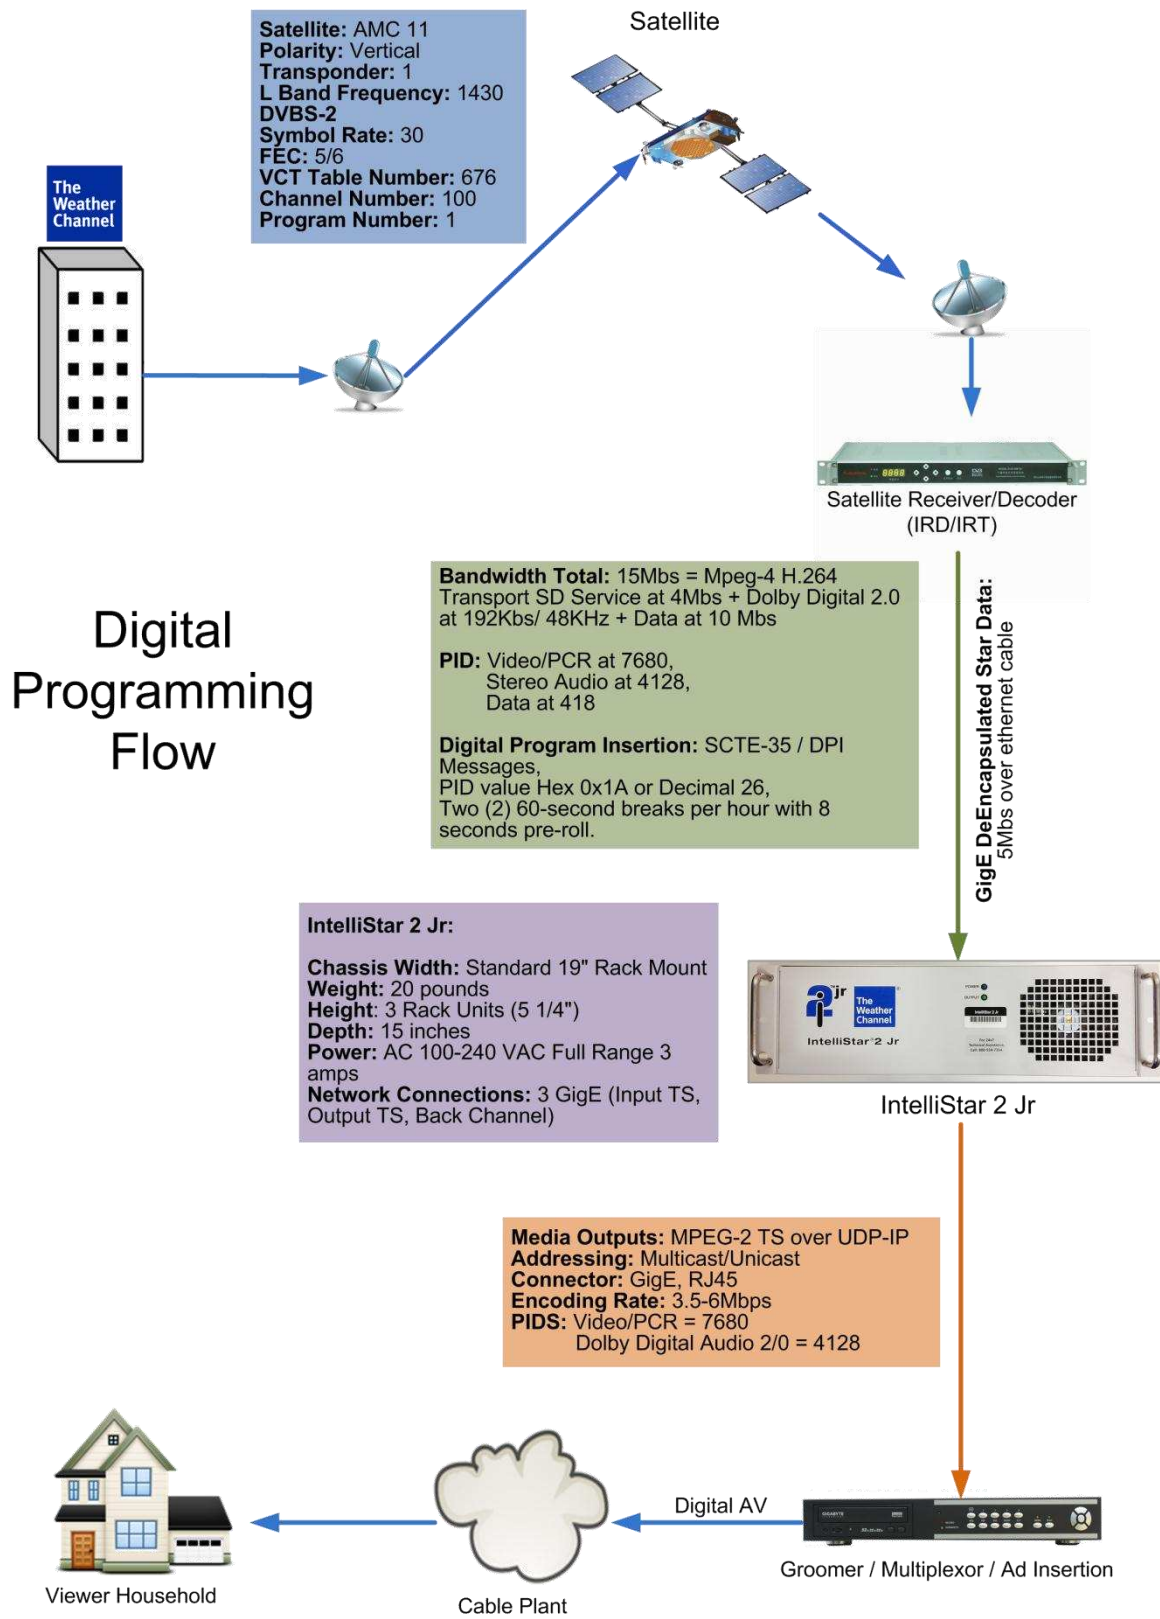 Satellite: AMC 11
Polarity: Vertical
Transponder: 1
L Band Frequency: 1430
DVBS-2
Symbol Rate: 30
FEC: 5/6
VCT Table Number: 676
Channel Number: 100
Program Number: 1
Satellite
The
Weather
Channel
Satellite Receiver/Decoder
(IRD/IRT)
Digital
Programming
Flow
Bandwidth Total: 15Mbs = Mpeg-4 H.264
Transport SD Service at 4Mbs + Dolby Digital 2.0
at 192Kbs/ 48KHz + Data at 10 Mbs
PID: Video/PCR at 7680,
Stereo Audio at 4128,
Data at 418
Digital Program Insertion: SCTE-35 / DPI
Messages,
PID value Hex 0x1A or Decimal 26,
Two (2) 60-second breaks per hour with 8
seconds pre-roll.
GigE DeEncapsulated Star Data:
5Mbs over ethernet cable
IntelliStar 2 Jr:
Chassis Width: Standard 19" Rack Mount
Weight: 20 pounds
Height: 3 Rack Units (5 1/4")
Depth: 15 inches
Power: AC 100-240 VAC Full Range 3
amps
Network Connections: 3 GigE (Input TS,
Output TS, Back Channel)
2 jr
The
Weather
Channel
IntelliStar 2 Jr
POWER
OUTPUT
IntelliStar 2 Jr
IntelliStar 2 Jr
Media Outputs: MPEG-2 TS over UDP-IP
Addressing: Multicast/Unicast
Connector: GigE, RJ45
Encoding Rate: 3.5-6Mbps
PIDS: Video/PCR = 7680
Dolby Digital Audio 2/0 = 4128
Digital AV
GIGABYTE
Groomer / Multiplexor / Ad Insertion
Viewer Household
Cable Plant